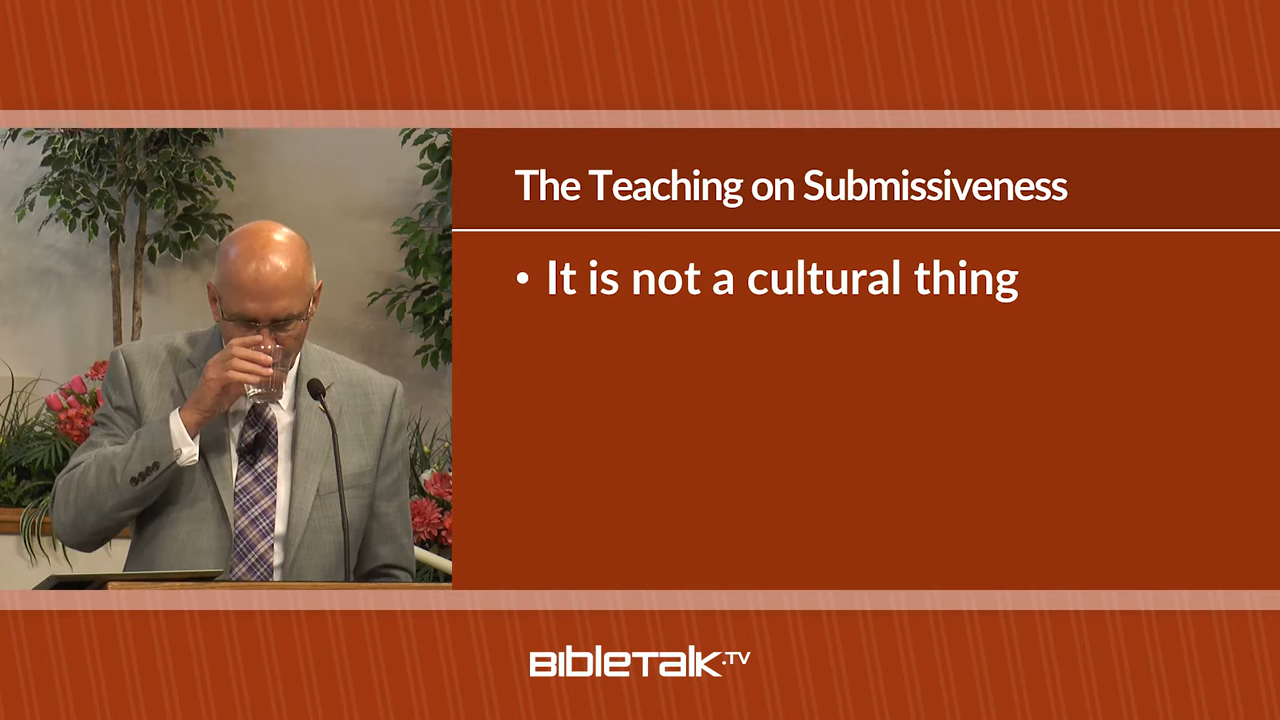 The Teaching on Submissiveness
• It is not a cultural thing
BIBLETALK.TV